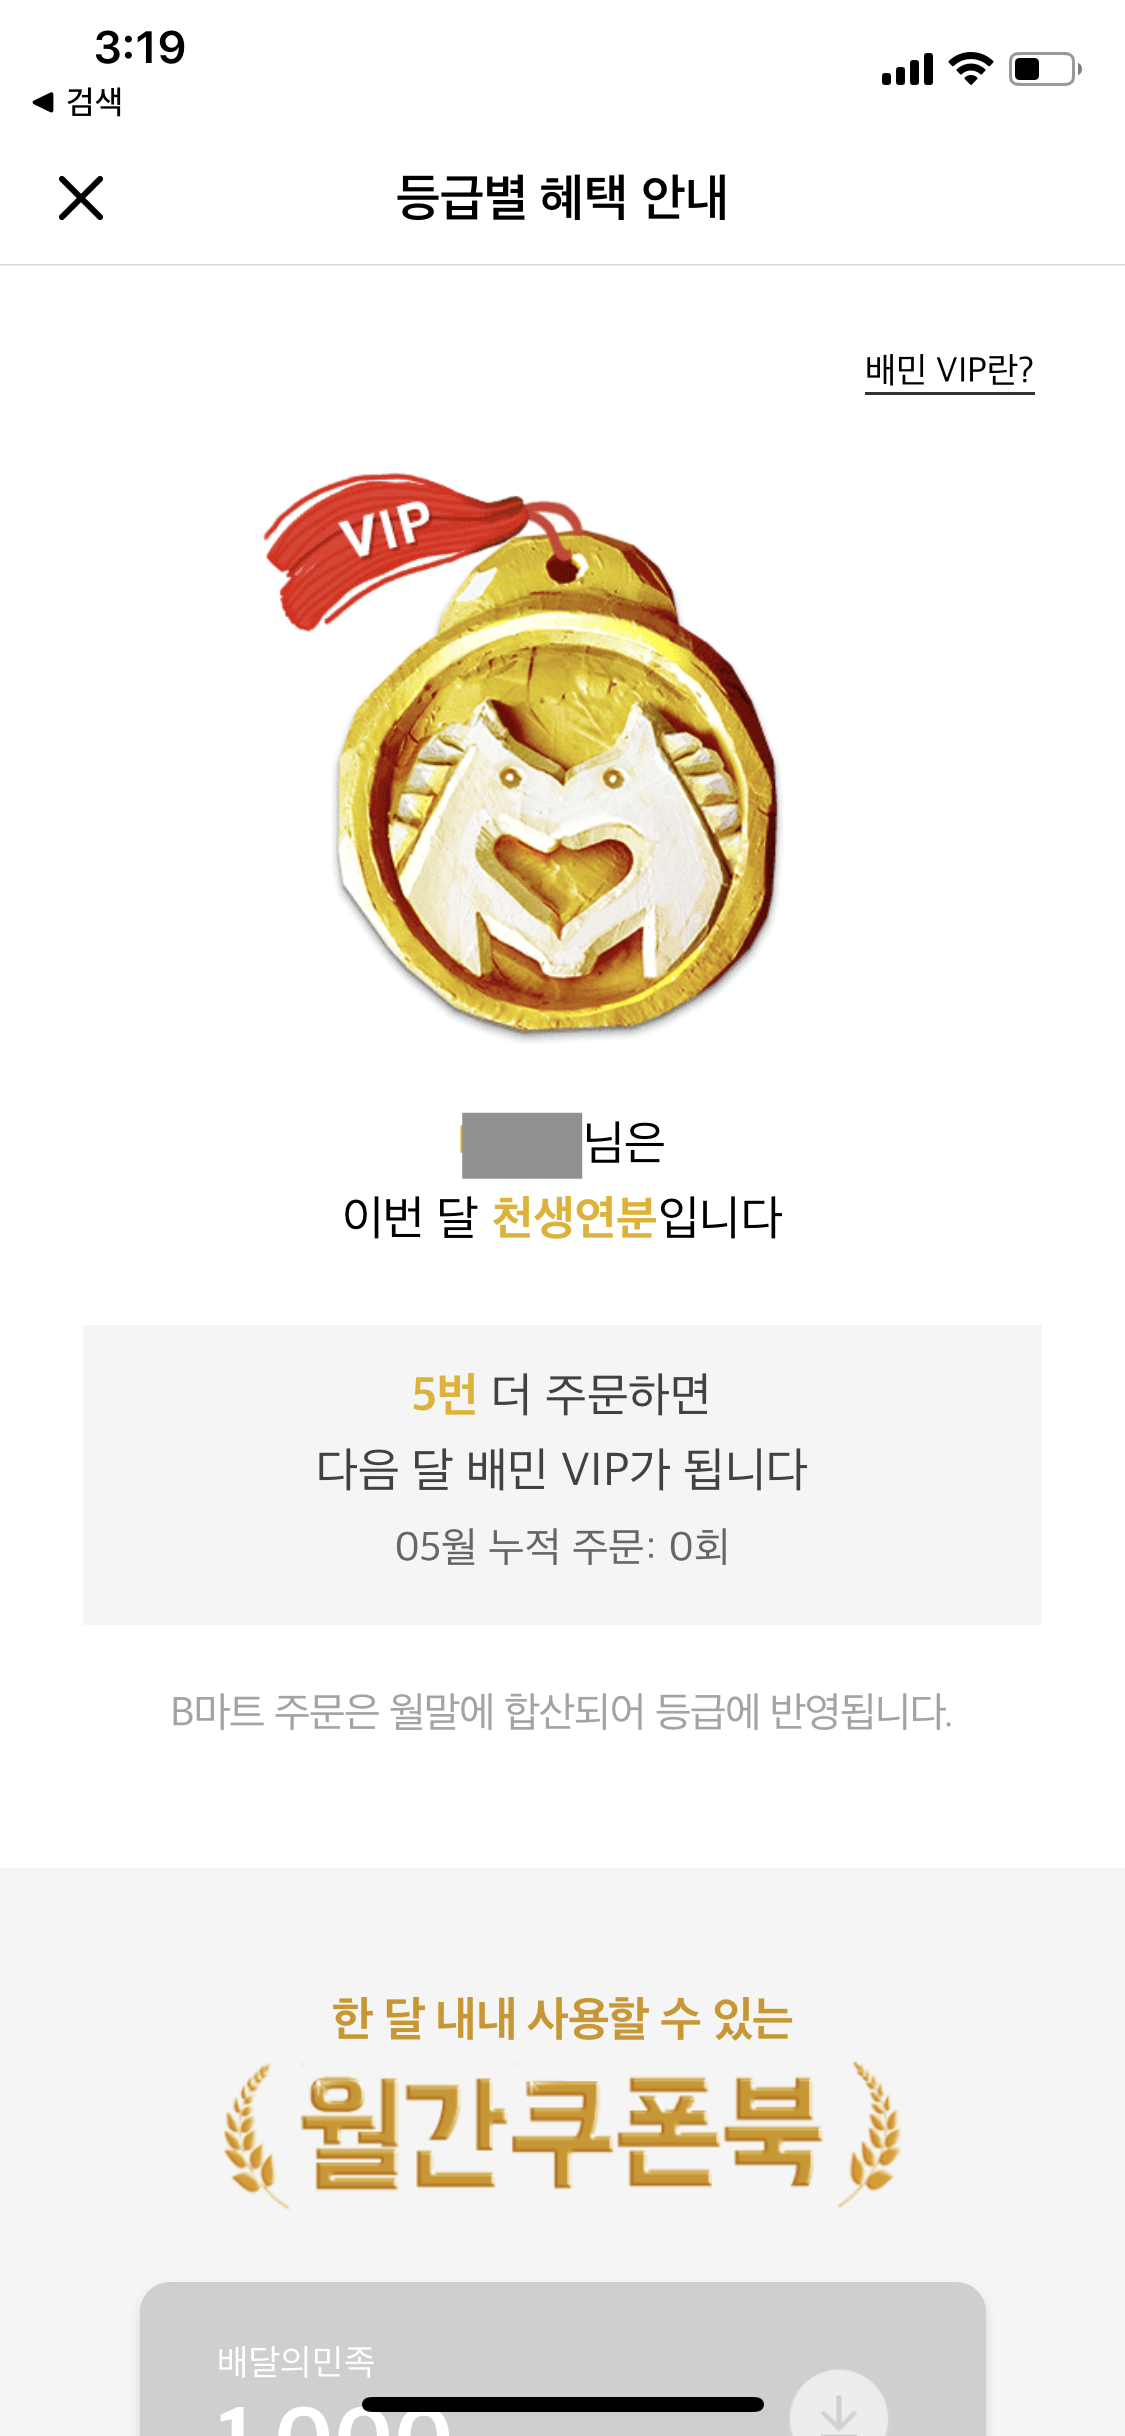 3:19
◀ 검색
등급별 혜택 안내
배민 VIP란?
VIP
님은
이번 달 천생연분입니다
5번 더 주문하면
다음 달 배민 VIP가 됩니다
05월 누적 주문: 0회
B마트 주문은 월말에 합산되어 등급에 반영됩니다.
한 달 내내 사용할 수 있는
월간쿠폰북
배달의민족